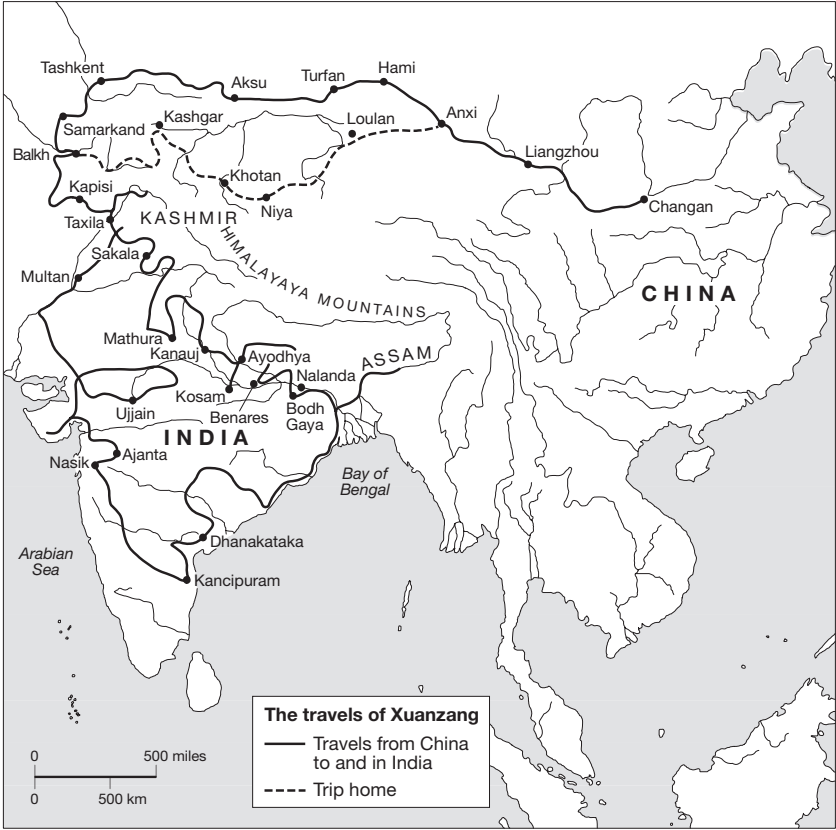 Tashkent
Aksu
Turfan
Hami
Samarkand
Kashgar
Loulan
Anxi
Balkh
Liangzhou
Kapisi
Khotan
Niya
Changan
Taxila
KASHMIR
Sakala
HIMALAYAYA MOUNTAINS
Multan
CHINA
Mathura
Kanauj
Ayodhya
ASSAM
Nalanda
Kosam
Ujjain
Benares
Bodh
Gaya
INDIA
Ajanta
Nasik
Bay of
Bengal
Dhanakataka
Arabian
Sea
Kancipuram
The travels of Xuanzang
Travels from China
to and in India
Trip home
0 500 miles
0 500 km